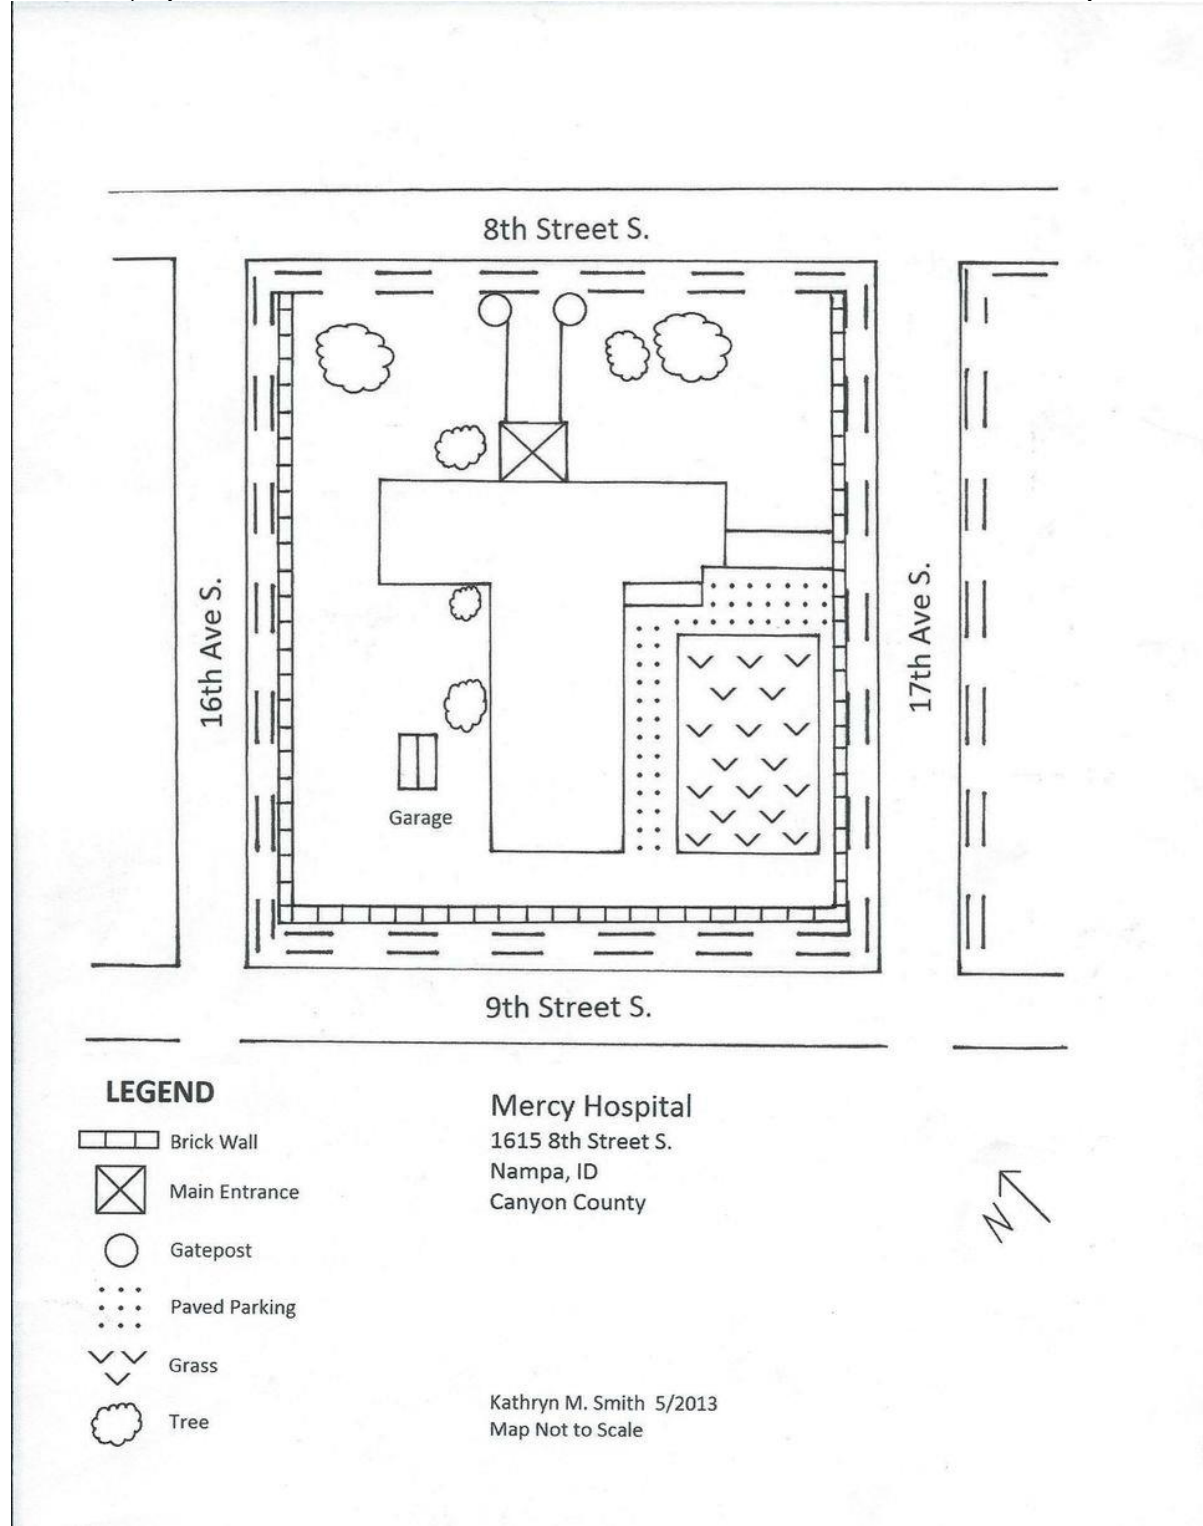 8th Street S.
16th Ave S.
17th Ave S.
Garage
9th Street S.
LEGEND
Brick Wall
Main Entrance
Gatepost
Paved Parking
Grass
Tree
Mercy Hospital
1615 8th Street S.
Nampa, ID
Canyon County
N
Kathryn M. Smith 5/2013
Map Not to Scale